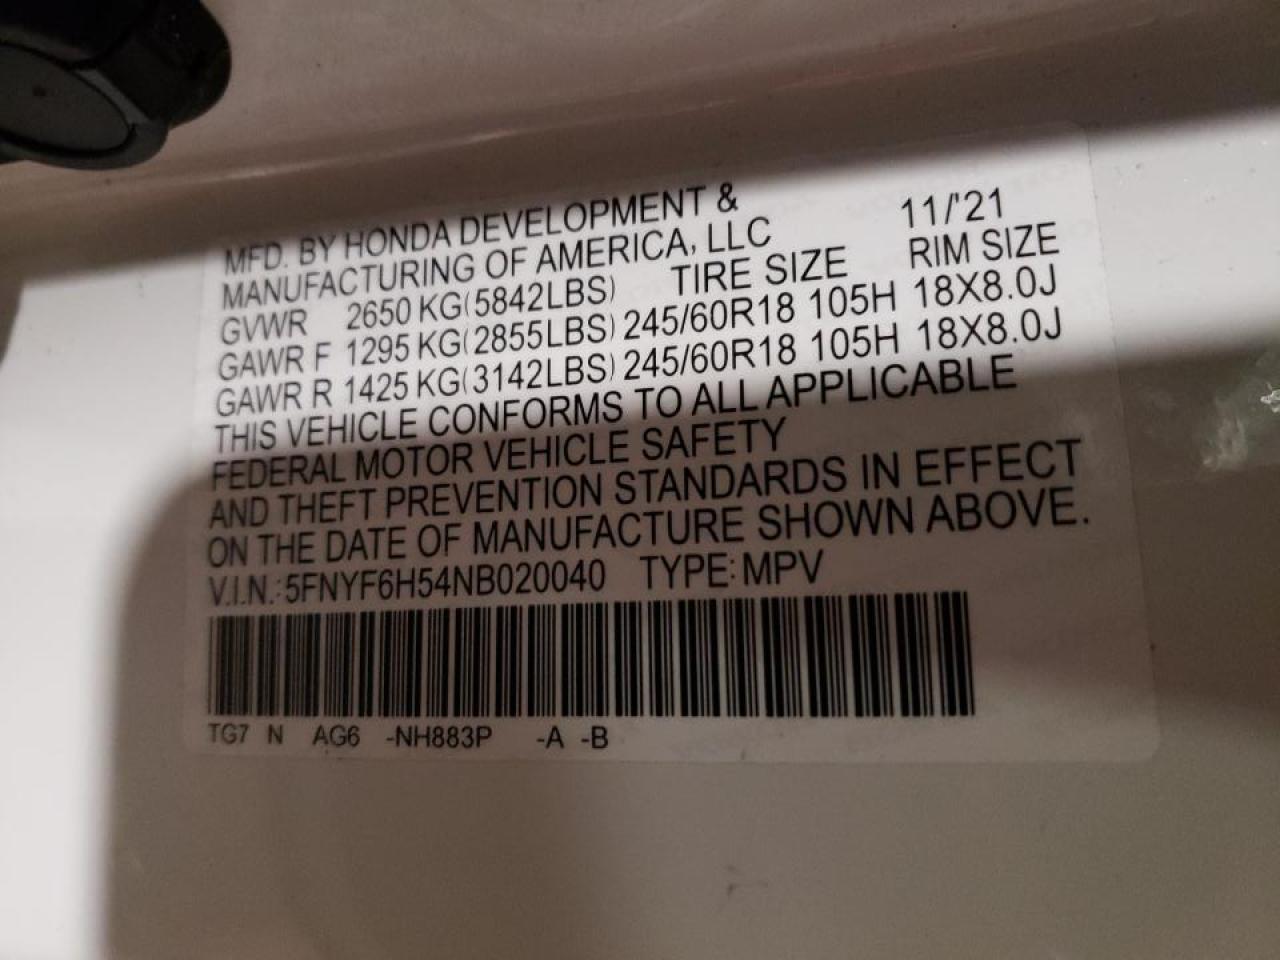 MFD. BY HONDA DEVELOPMENT &
MANUFACTURING OF AMERICA, LLC 11/'21
GVWR 2650 KG(5842LBS) TIRE SIZE RIM SIZE
GAWR F 1295 KG(2855LBS) 245/60R18 105H 18X8.0J
GAWR R 1425 KG(3142LBS) 245/60R18 105H 18X8.0J
THIS VEHICLE CONFORMS TO ALL APPLICABLE
FEDERAL MOTOR VEHICLE SAFETY
AND THEFT PREVENTION STANDARDS IN EFFECT
ON THE DATE OF MANUFACTURE SHOWN ABOVE.
V.I.N.: 5FNYF6H54NB020040 TYPE: MPV
TG7 N AG6 -NH883P -A -B